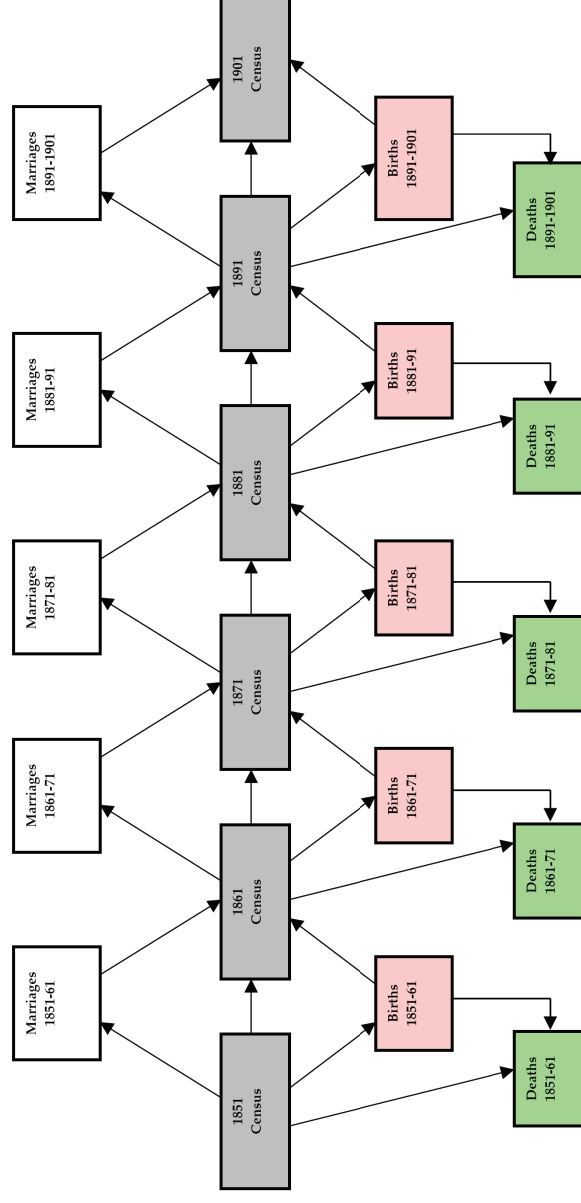 Marriages
1851-61
Marriages
1861-71
Marriages
1871-81
Marriages
1881-91
Marriages
1891-1901
1851
Census
1861
Census
1871
Census
1881
Census
1891
Census
1901
Census
Births
1851-61
Births
1861-71
Births
1871-81
Births
1881-91
Births
1891-1901
Deaths
1851-61
Deaths
1861-71
Deaths
1871-81
Deaths
1881-91
Deaths
1891-1901